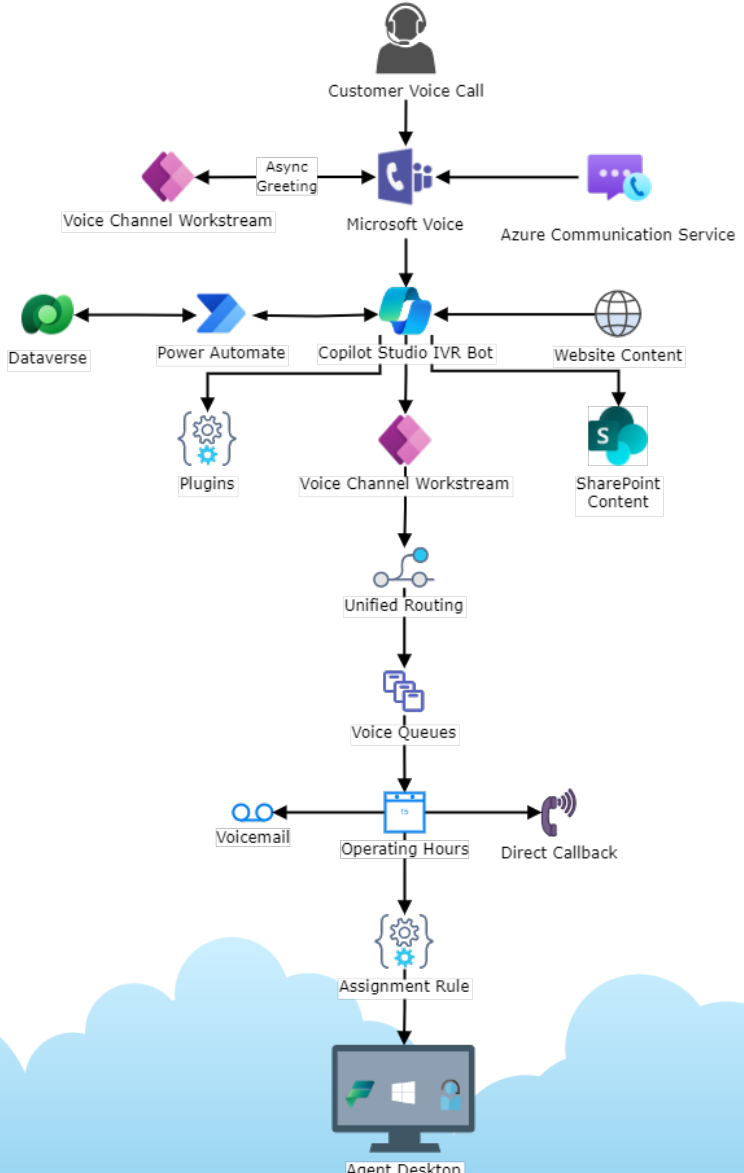 Customer Voice Call
Async
Greeting
Voice Channel Workstream
Microsoft Voice
Azure Communication Service
Dataverse
Power Automate
Copilot Studio IVR Bot
Website Content
Plugins
Voice Channel Workstream
S
SharePoint
Content
Unified Routing
Voice Queues
15
Voicemail
Operating Hours
Direct Callback
Assignment Rule
Agent Desktop